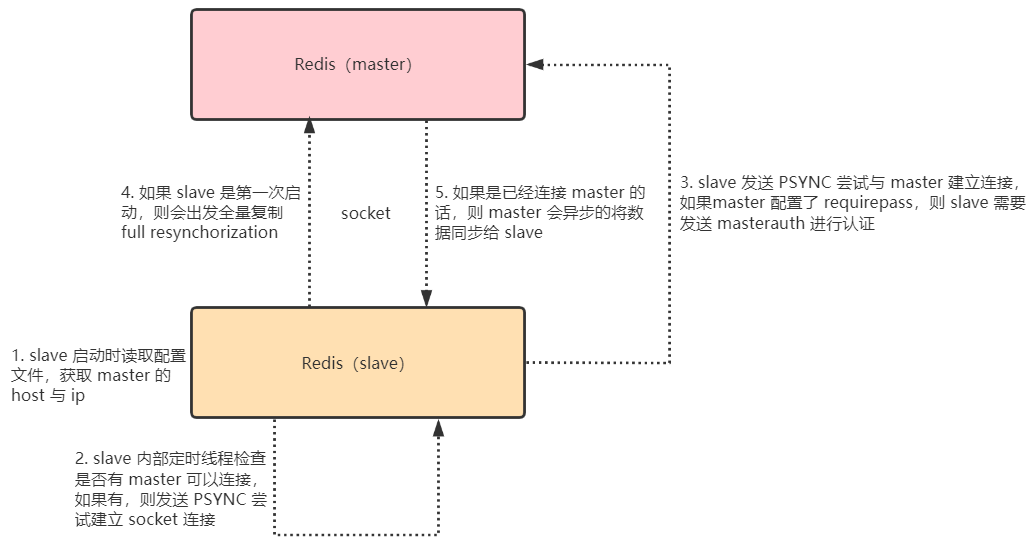 Redis（master）
4. 如果 slave 是第一次启
动，则会出发全量复制
full resynchorization
socket
5. 如果是已经连接 master 的
话，则 master 会异步的将数
据同步给 slave
3. slave 发送 PSYNC 尝试与 master 建立连接，
如果master 配置了 requirepass，则 slave 需要
发送 masterauth 进行认证
1. slave 启动时读取配置
文件，获取 master 的
host 与 ip
Redis（slave）
2. slave 内部定时线程检查
是否有 master 可以连接，
如果有，则发送 PSYNC 尝
试建立 socket 连接